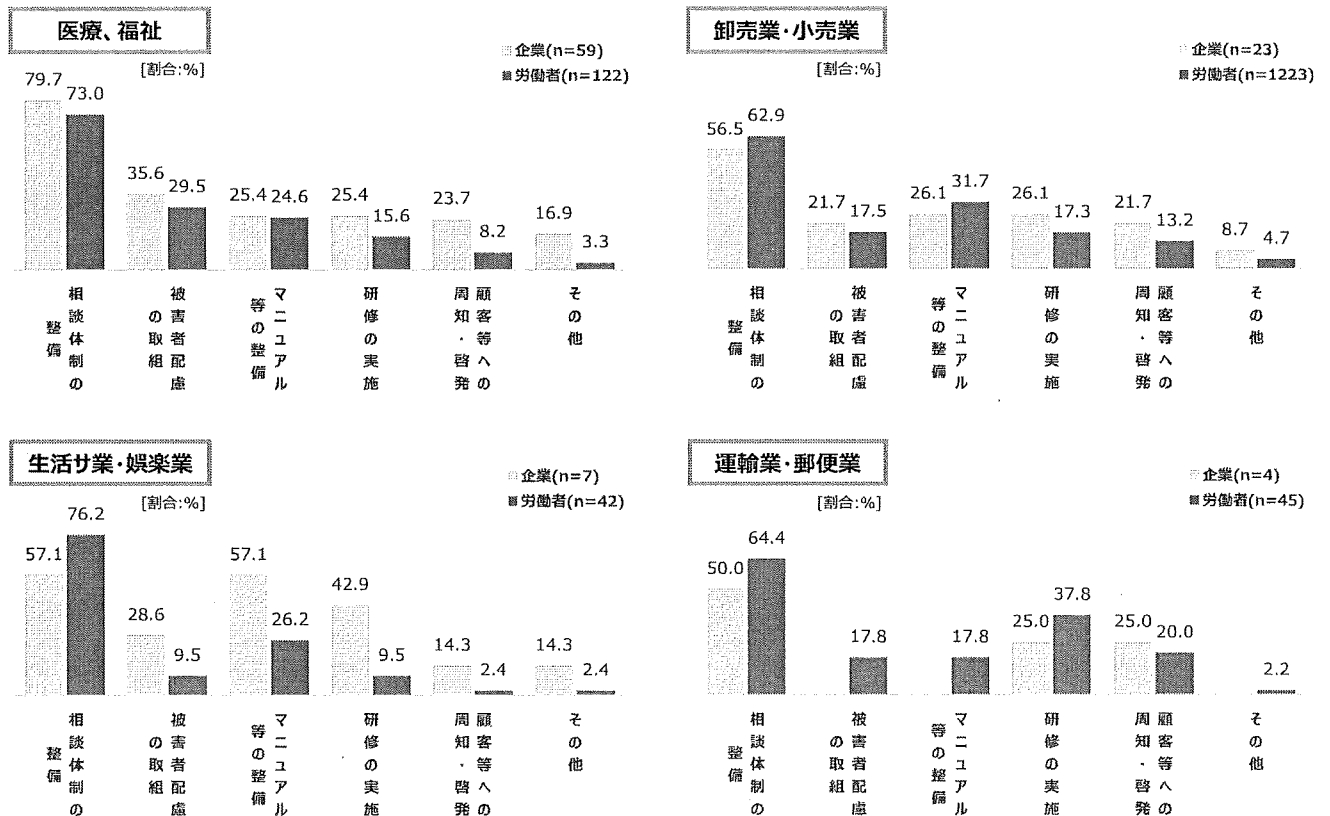 医療、福祉
[割合:%]
企業(n=59)
労働者(n=122)
79.7 73.0
35.6 29.5
25.4 24.6
25.4 15.6
23.7 8.2
16.9 3.3
相談体制の
整備
被害者配慮
の取組
マニュアル
等の整備
研修の実施
顧客等への
周知・啓発
その他
卸売業・小売業
[割合:%]
企業(n=23)
労働者(n=1223)
56.5 62.9
21.7 17.5
26.1 31.7
26.1 17.3
21.7 13.2
8.7 4.7
相談体制の
整備
被害者配慮
の取組
マニュアル
等の整備
研修の実施
顧客等への
周知・啓発
その他
生活サ業・娯楽業
[割合:%]
企業(n=7)
労働者(n=42)
57.1 76.2
28.6 9.5
57.1 26.2
42.9 9.5
14.3 2.4
14.3 2.4
相談体制の
整備
被害者配慮
の取組
マニュアル
等の整備
研修の実施
顧客等への
周知・啓発
その他
運輸業・郵便業
[割合:%]
企業(n=4)
労働者(n=45)
50.0 64.4
17.8
17.8
25.0 37.8
25.0 20.0
2.2
相談体制の
整備
被害者配慮
の取組
マニュアル
等の整備
研修の実施
顧客等への
周知・啓発
その他